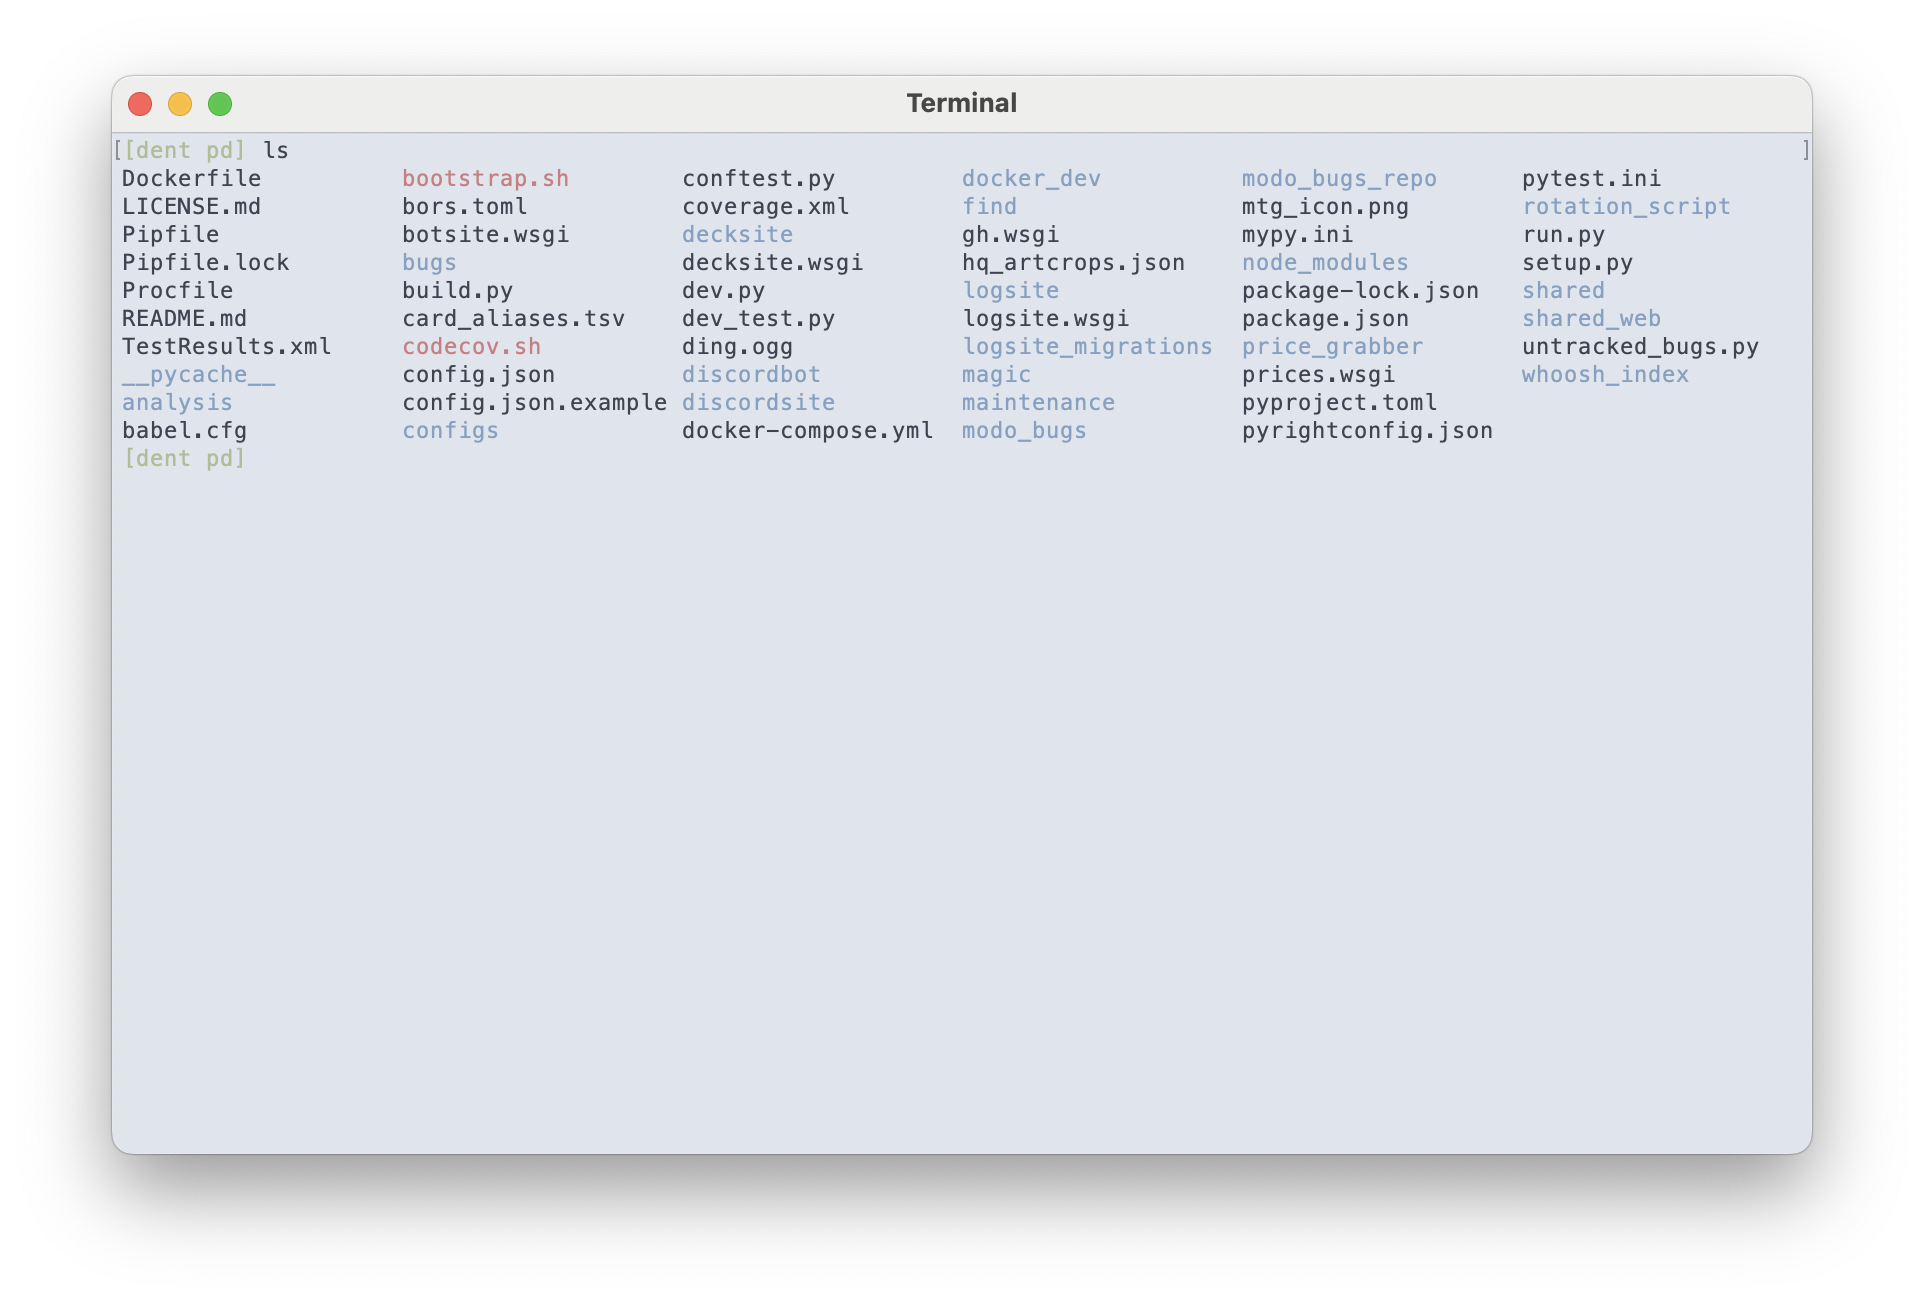 Terminal
[[dent pd] ls ]
Dockerfile bootstrap.sh conftest.py docker_dev modo_bugs_repo pytest.ini
LICENSE.md bors.toml coverage.xml find mtg_icon.png rotation_script
Pipfile botsite.wsgi decksite gh.wsgi mypy.ini run.py
Pipfile.lock bugs decksite.wsgi hq_artcrops.json node_modules setup.py
Procfile build.py dev.py logsite package-lock.json shared
README.md card_aliases.tsv dev_test.py logsite.wsgi package.json shared_web
TestResults.xml codecov.sh ding.ogg logsite_migrations price_grabber untracked_bugs.py
__pycache__ config.json discordbot magic prices.wsgi whoosh_index
analysis config.json.example discordsite maintenance pyproject.toml
babel.cfg configs docker-compose.yml modo_bugs pyrightconfig.json
[dent pd]